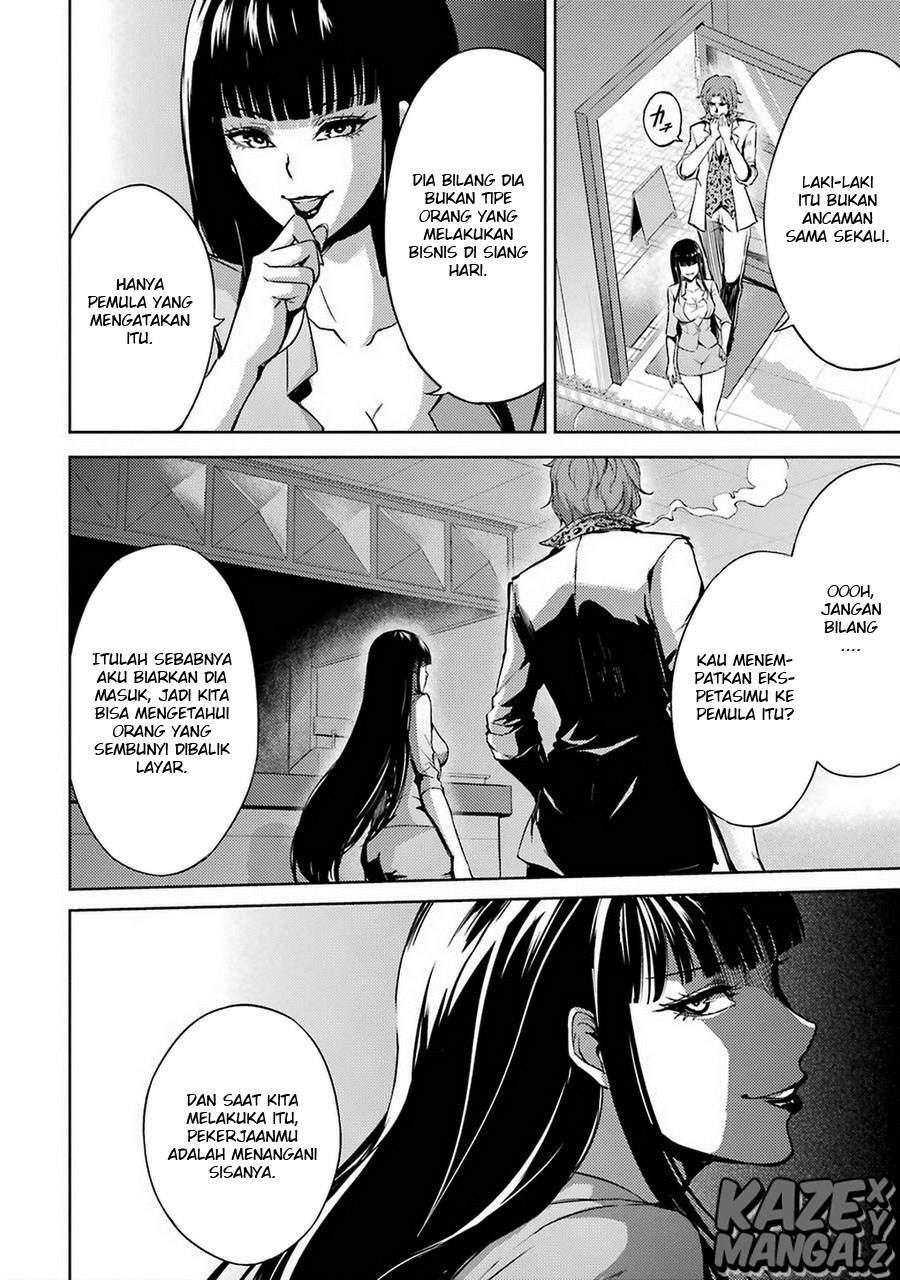 LAKI-LAKI
ITU BUKAN
ANCAMAN
SAMA SEKALI.
DIA BILANG DIA
BUKAN TIPE
ORANG YANG
MELAKUKAN
BISNIS DI SIANG
HARI.
HANYA
PEMULA YANG
MENGATAKAN
ITU.
OOOH,
JANGAN
BILANG
....
KAU MENEM-
PATKAN EKS-
PETASIMU KE
PEMULA ITU?
ITULAH SEBABNYA
AKU BIARKAN DIA
MASUK, JADI KITA
BISA MENGETAHUI
ORANG YANG
SEMBUNYI DIBALIK
LAYAR.
DAN SAAT KITA
MELAKUKA ITU,
PEKERJAANMU
ADALAH MENANGANI
SISANYA.
KAZE
MANGA.XYZ